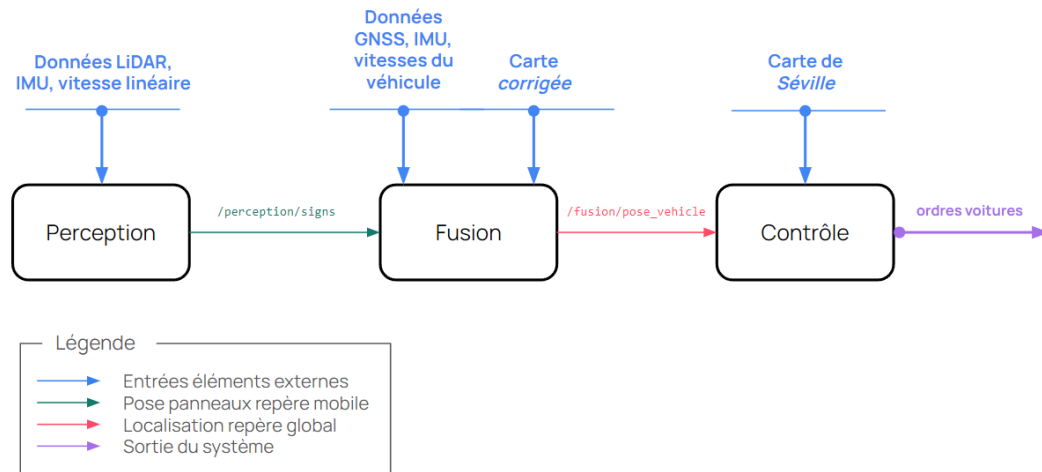 Données LiDAR,
IMU, vitesse linéaire
Données
GNSS, IMU,
vitesses du
véhicule
Carte
corrigée
Carte de
Séville
Perception
/perception/signs
Fusion
/fusion/pose_vehicle
Contrôle
ordres voitures
Légende
Entrées éléments externes
Pose panneaux repère mobile
Localisation repère global
Sortie du système